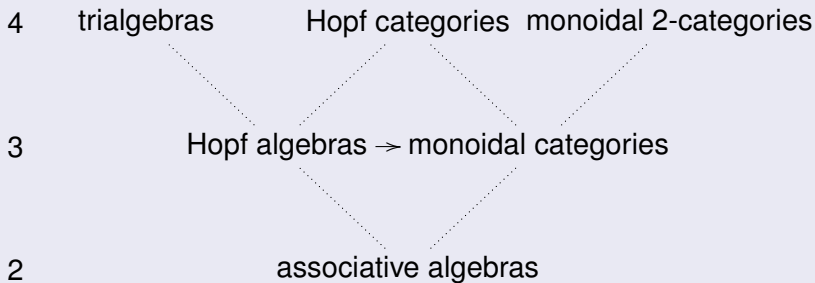 4 trialgebras Hopf categories monoidal 2-categories
3 Hopf algebras → monoidal categories
2 associative algebras